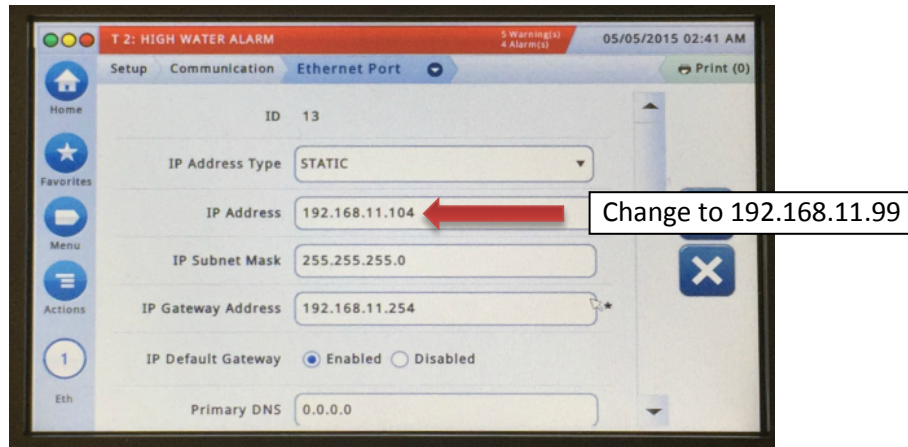 T 2: HIGH WATER ALARM
5 Warning(s)
4 Alarm(s)
05/05/2015 02:41 AM
Setup Communication Ethernet Port
Print (0)
Home
ID 13
Favorites
IP Address Type STATIC
IP Address 192.168.11.104
Change to 192.168.11.99
Menu
IP Subnet Mask 255.255.255.0
Actions
IP Gateway Address 192.168.11.254 *
1
IP Default Gateway Enabled Disabled
Eth
Primary DNS 0.0.0.0